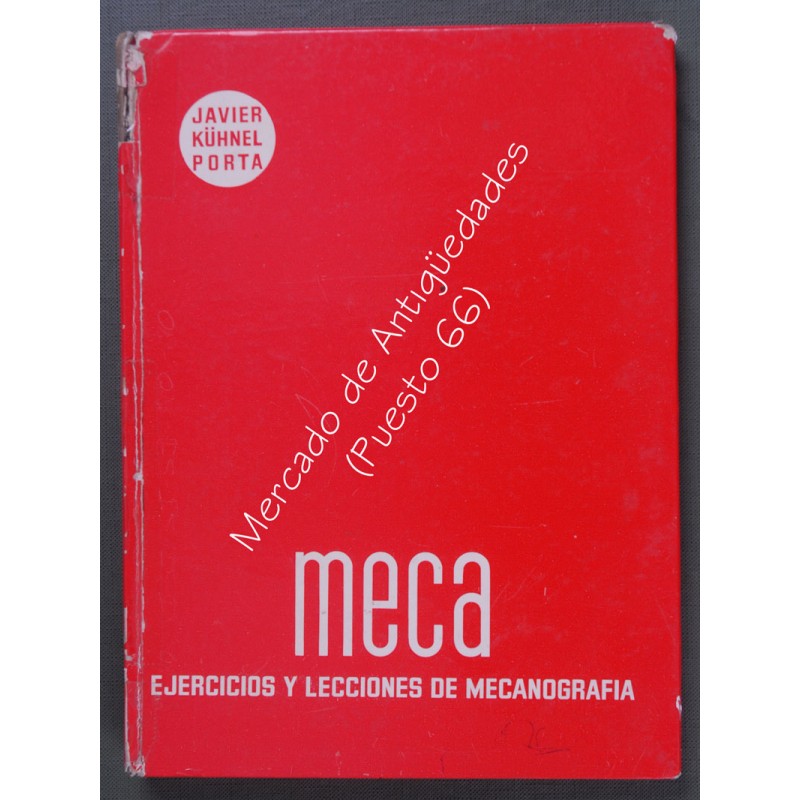 JAVIER
KÜHNEL
PORTA
Mercado de Antigüedades
(Puesto 66)
meca
EJERCICIOS Y LECCIONES DE MECANOGRAFIA